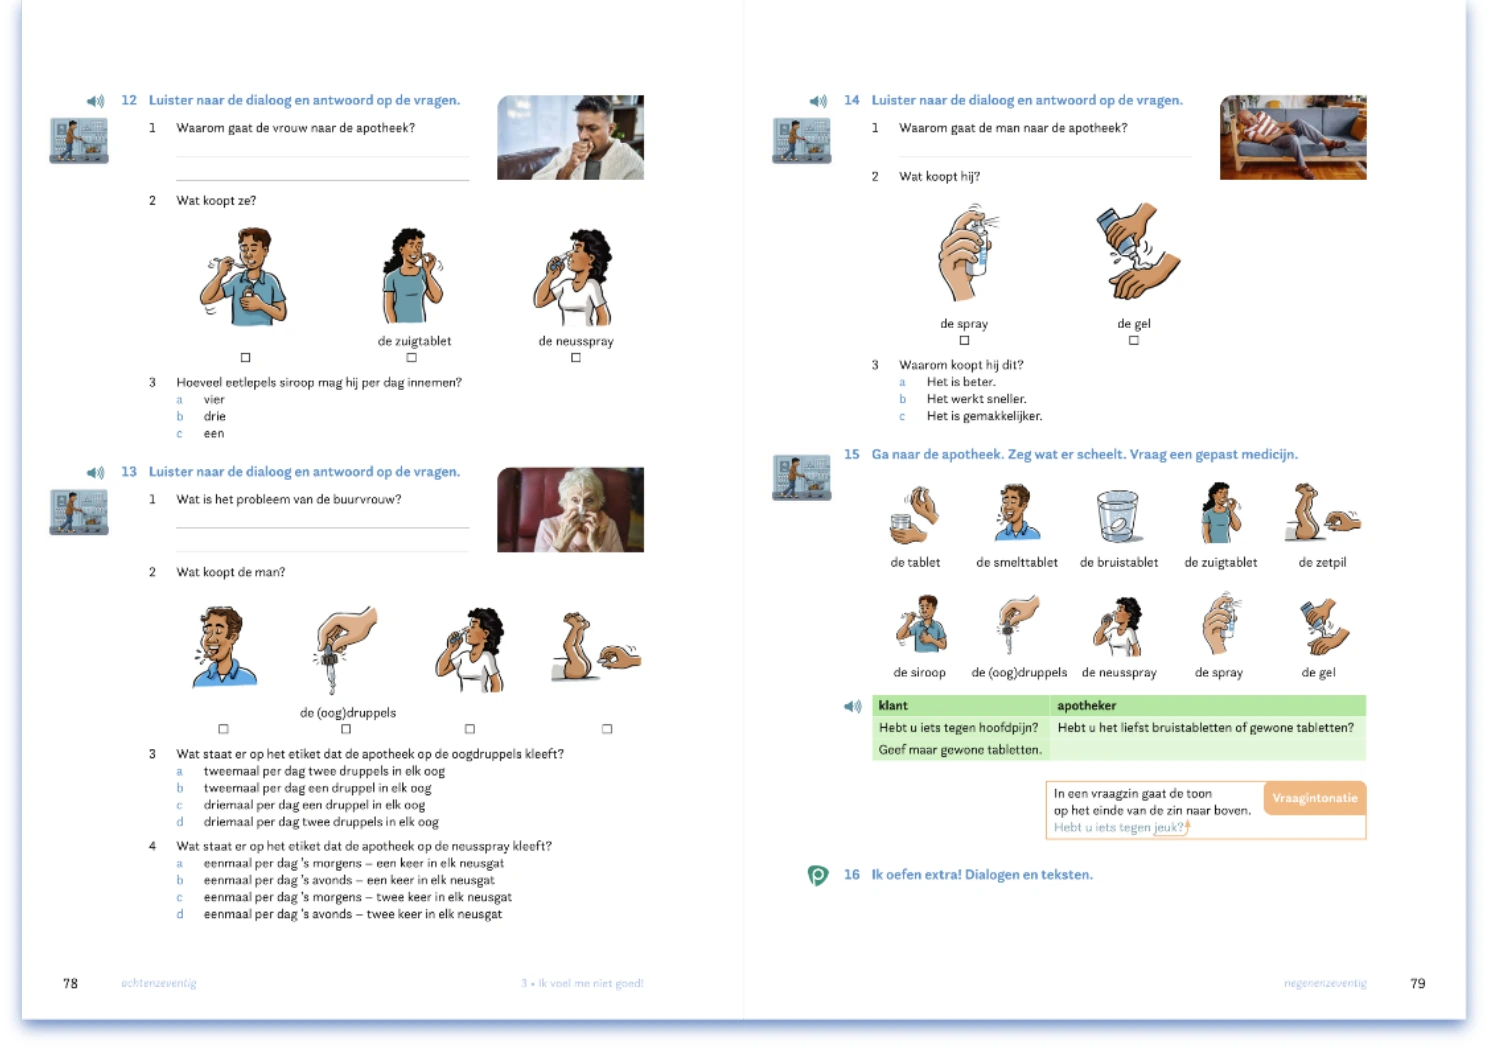 12 Luister naar de dialoog en antwoord op de vragen.
1 Waarom gaat de vrouw naar de apotheek?
2 Wat koopt ze?
de zuigtablet
de neusspray
3 Hoeveel eetlepels siroop mag hij per dag innemen?
a vier
b drie
c een
13 Luister naar de dialoog en antwoord op de vragen.
1 Wat is het probleem van de buurvrouw?
2 Wat koopt de man?
de (oog)druppels
3 Wat staat er op het etiket dat de apotheek op de oogdruppels kleeft?
a tweemaal per dag twee druppels in elk oog
b tweemaal per dag een druppel in elk oog
c driemaal per dag een druppel in elk oog
d driemaal per dag twee druppels in elk oog
4 Wat staat er op het etiket dat de apotheek op de neusspray kleeft?
a eenmaal per dag 's morgens – een keer in elk neusgat
b eenmaal per dag 's avonds – een keer in elk neusgat
c eenmaal per dag 's morgens – twee keer in elk neusgat
d eenmaal per dag 's avonds – twee keer in elk neusgat
78 achtenzeventig
3 • Ik voel me niet goed!
14 Luister naar de dialoog en antwoord op de vragen.
1 Waarom gaat de man naar de apotheek?
2 Wat koopt hij?
de spray
de gel
3 Waarom koopt hij dit?
a Het is beter.
b Het werkt sneller.
c Het is gemakkelijker.
15 Ga naar de apotheek. Zeg wat er scheelt. Vraag een gepast medicijn.
de tablet
de smelttablet
de bruistablet
de zuigtablet
de zetpil
de siroop
de (oog)druppels
de neusspray
de spray
de gel
klant
apotheker
Hebt u iets tegen hoofdpijn?
Hebt u het liefst bruistabletten of gewone tabletten?
Geef maar gewone tabletten.
In een vraagzin gaat de toon
op het einde van de zin naar boven.
Hebt u iets tegen jeuk?
Vraagintonatie
16 Ik oefen extra! Dialogen en teksten.
negenenzeventig
79